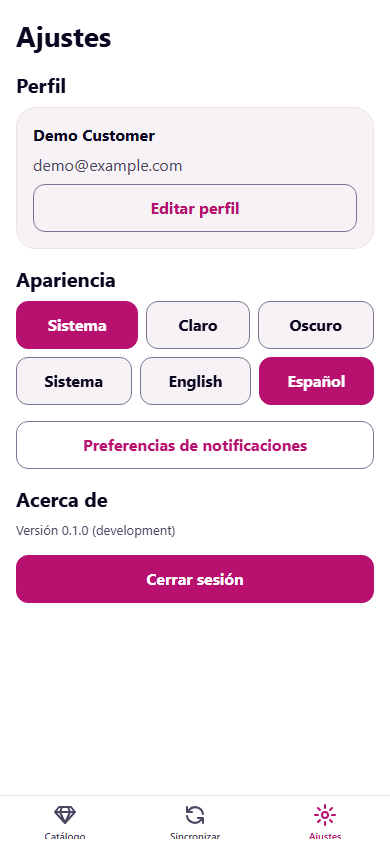 Ajustes
Perfil
Demo Customer
demo@example.com
Editar perfil
Apariencia
Sistema Claro Oscuro
Sistema English Español
Preferencias de notificaciones
Acerca de
Versión 0.1.0 (development)
Cerrar sesión
Catálogo Sincronizar Ajustes